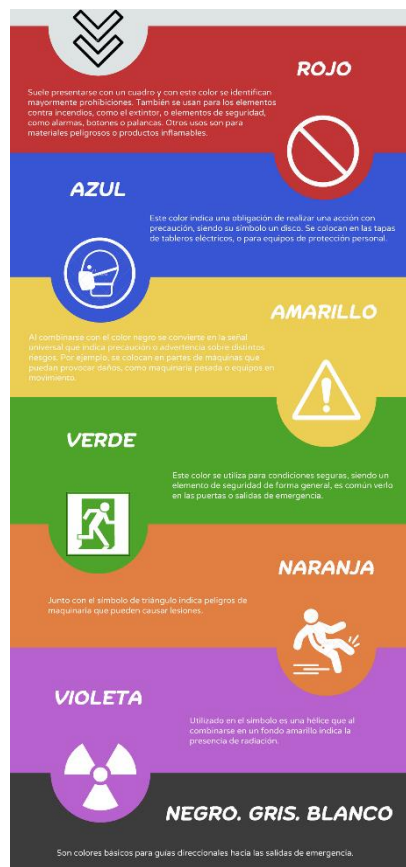 ROJO
Suele presentarse con un cuadro y con este color se identifican
mayormente prohibiciones. También se usan para los elementos
contra incendios, como el extintor, o elementos de seguridad,
como alarmas, botones o palancas. Otros usos son para
materiales peligrosos o productos inflamables.
AZUL
Este color indica una obligación de realizar una acción con
precaución, siendo su símbolo un disco. Se colocan en las tapas
de tableros eléctricos, o para equipos de protección personal.
AMARILLO
Al combinarse con el color negro se convierte en la señal
universal que indica precaución o advertencia sobre distintos
riesgos. Por ejemplo, se colocan en partes de maquinas que
puedan provocar daños, como maquinaria pesada o equipos en
movimiento.
VERDE
Este color se utiliza para condiciones seguras, siendo un
elemento de seguridad de forma general, es común verlo
en las puertas o salidas de emergencia.
NARANJA
Junto con el símbolo de triángulo indica peligros de
maquinaria que pueden causar lesiones.
VIOLETA
Utilizado en el símbolo es una hélice que al
combinarse en un fondo amarillo indica la
presencia de radiación.
NEGRO. GRIS. BLANCO
Son colores básicos para guías direccionales hacia las salidas de emergencia.